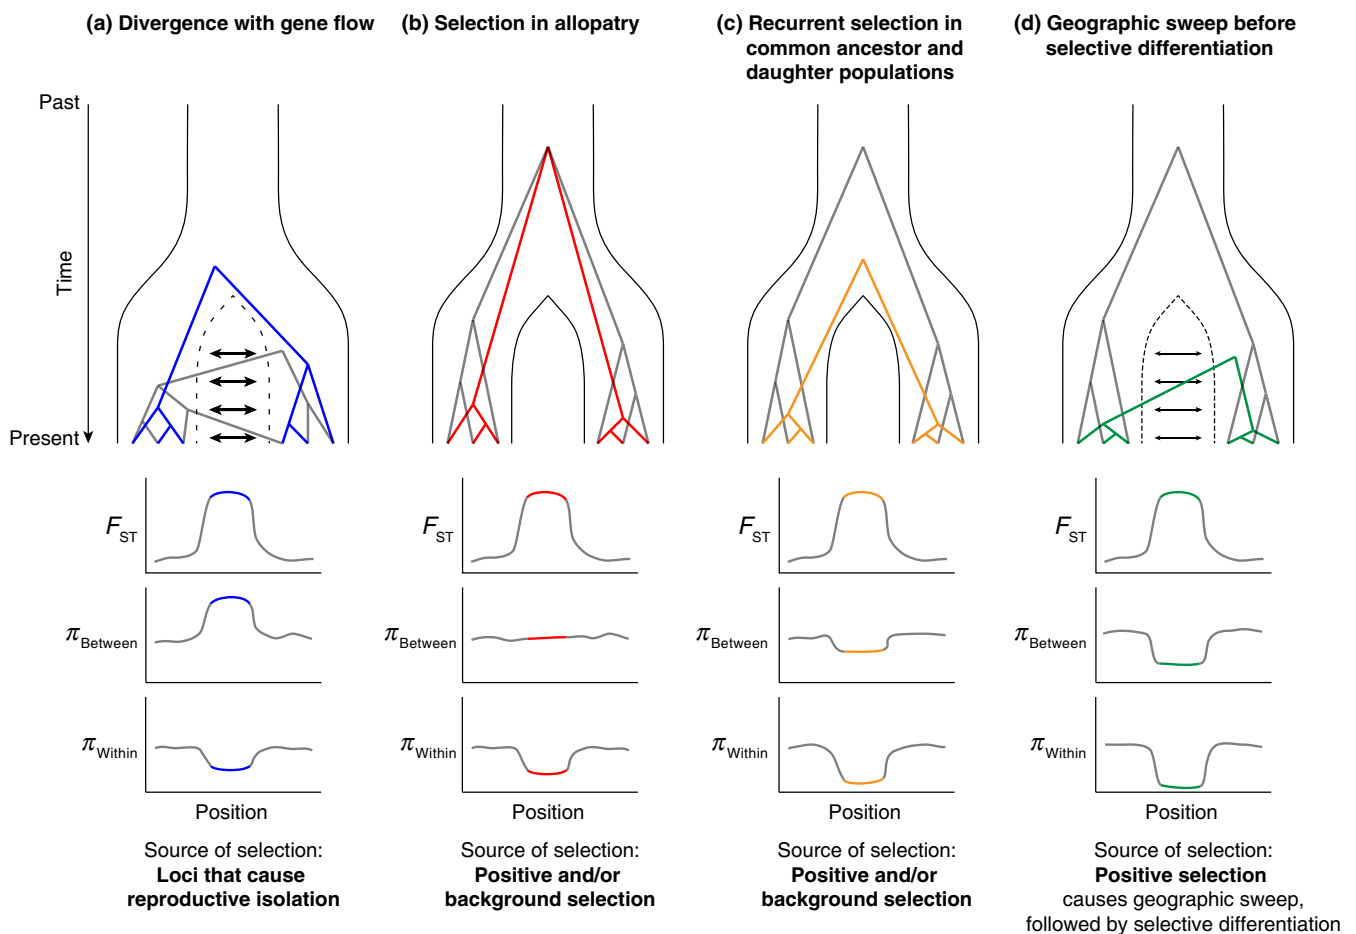 (a) Divergence with gene flow
(b) Selection in allopatry
(c) Recurrent selection in
common ancestor and
daughter populations
(d) Geographic sweep before
selective differentiation
Past
Time
Present
FST
FST
FST
FST
πBetween
πBetween
πBetween
πBetween
πWithin
πWithin
πWithin
πWithin
Position
Position
Position
Position
Source of selection:
Loci that cause
reproductive isolation
Source of selection:
Positive and/or
background selection
Source of selection:
Positive and/or
background selection
Source of selection:
Positive selection
causes geographic sweep,
followed by selective differentiation